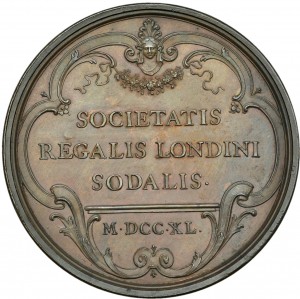 SOCIETATIS
REGALIS LONDINI
SODALIS.
M·DCC·XL·